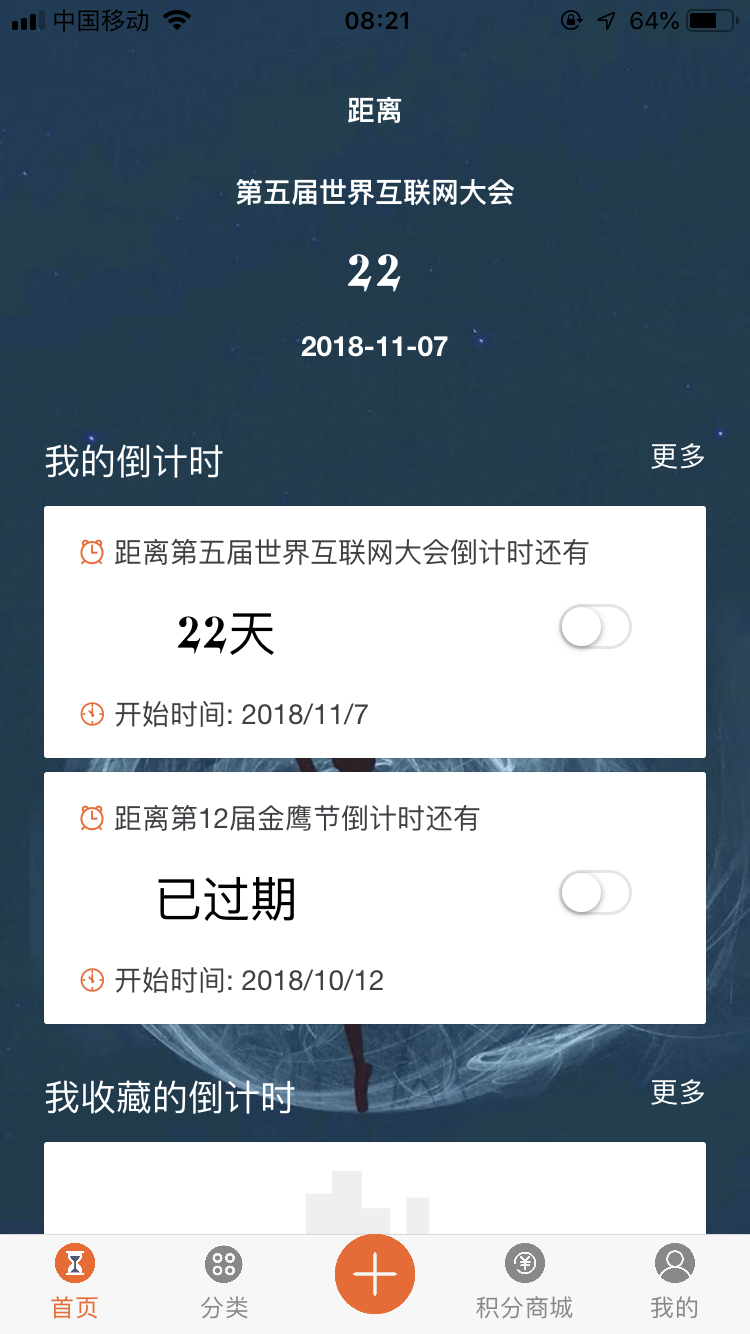 中国移动
08:21
64%
距离
第五届世界互联网大会
22
2018-11-07
我的倒计时
更多
距离第五届世界互联网大会倒计时还有
22天
开始时间: 2018/11/7
距离第12届金鹰节倒计时还有
已过期
开始时间: 2018/10/12
我收藏的倒计时
更多
首页
分类
积分商城
我的